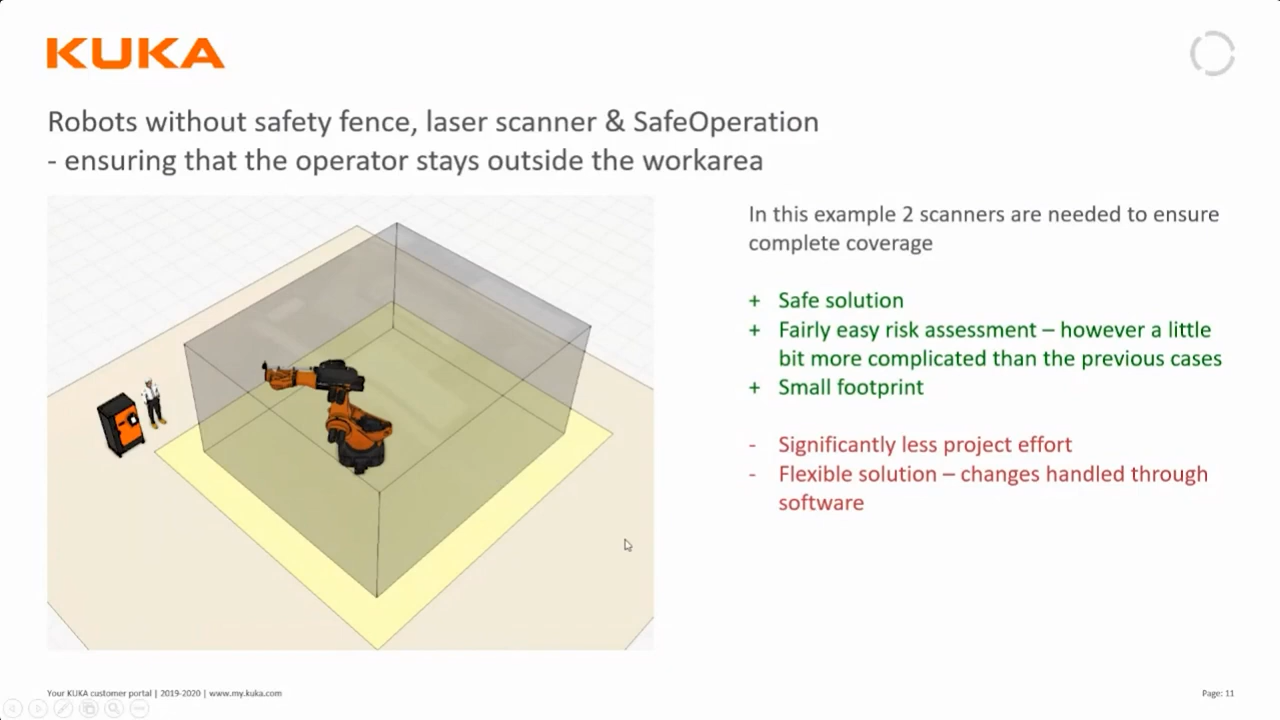 KUKA
Robots without safety fence, laser scanner & SafeOperation
- ensuring that the operator stays outside the workarea
In this example 2 scanners are needed to ensure
complete coverage
+ Safe solution
+ Fairly easy risk assessment – however a little
bit more complicated than the previous cases
+ Small footprint
- Significantly less project effort
- Flexible solution – changes handled through
software
Your KUKA customer portal | 2019-2020 | www.my.kuka.com
Page: 11